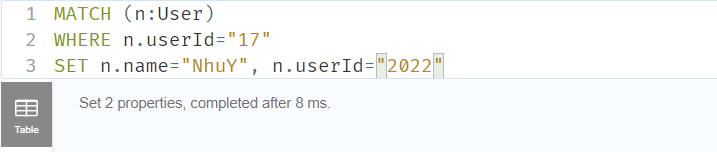 1 MATCH (n:User)
2 WHERE n.userId="17"
3 SET n.name="NhuY", n.userId="2022"
Set 2 properties, completed after 8 ms.
Table